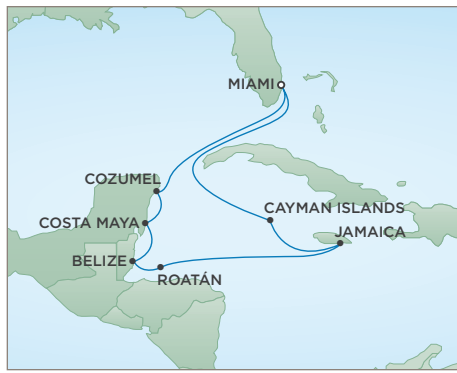 MIAMI
COZUMEL
COSTA MAYA
CAYMAN ISLANDS
JAMAICA
BELIZE
ROATÁN